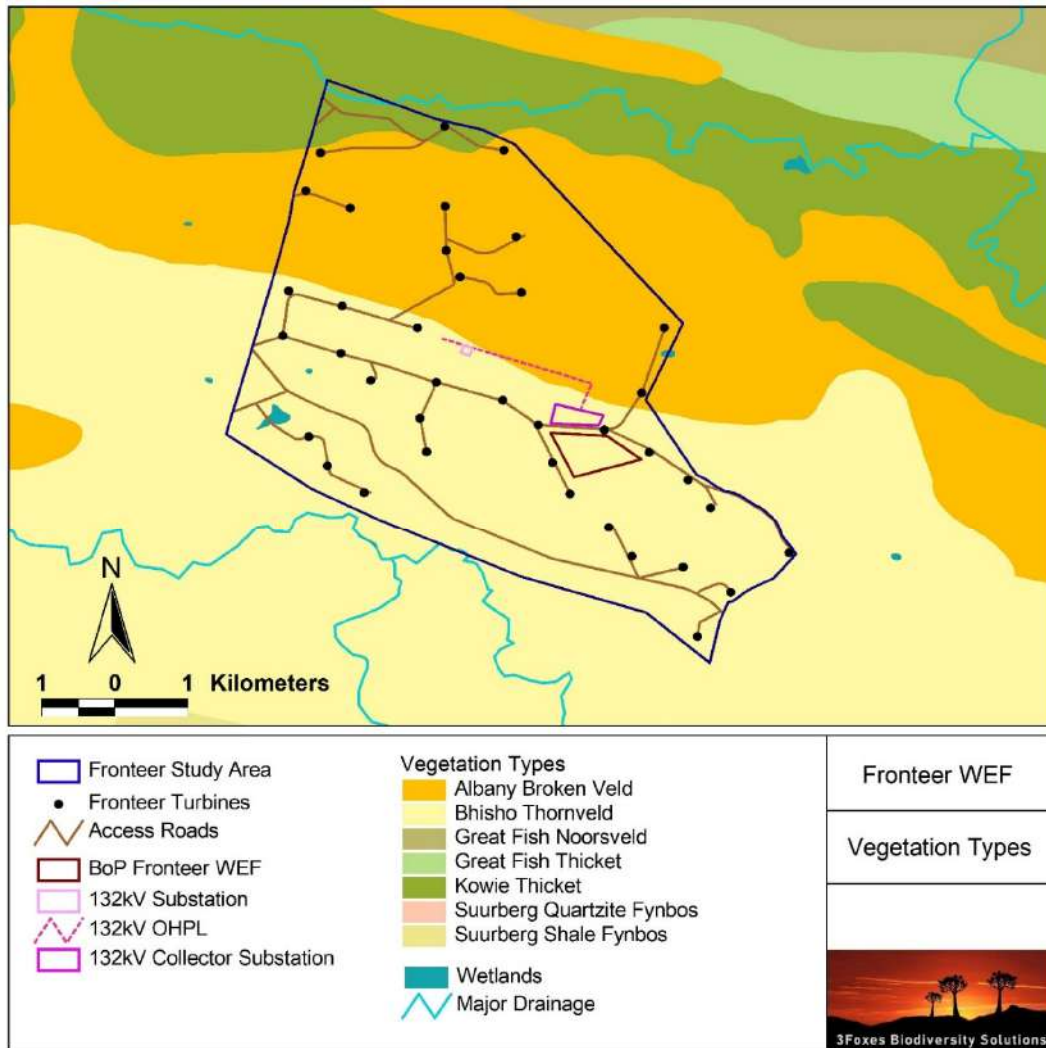 N
1 0 1 Kilometers
Fronteer Study Area
Fronteer Turbines
Access Roads
BoP Fronteer WEF
132kV Substation
132kV OHPL
132kV Collector Substation
Vegetation Types
Albany Broken Veld
Bhisho Thornveld
Great Fish Noorsveld
Great Fish Thicket
Kowie Thicket
Suurberg Quartzite Fynbos
Suurberg Shale Fynbos
Wetlands
Major Drainage
Fronteer WEF
Vegetation Types
3Foxes Biodiversity Solutions